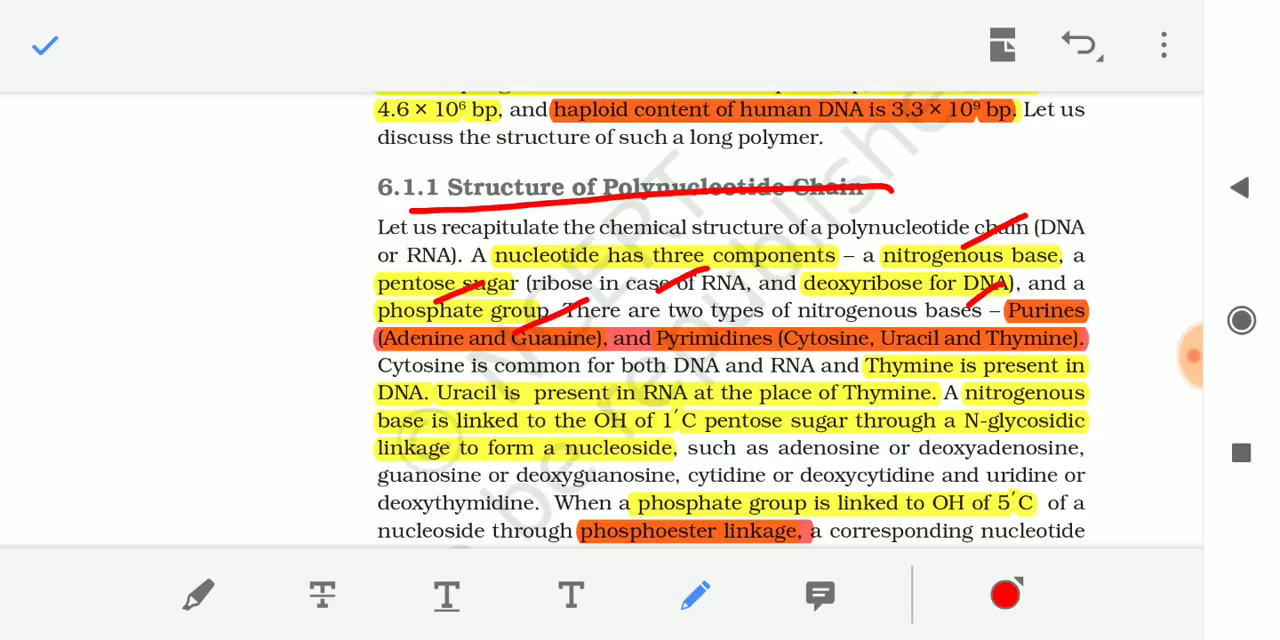 4.6 × 10⁶ bp, and haploid content of human DNA is 3.3 × 10⁹ bp. Let us
discuss the structure of such a long polymer.
6.1.1 Structure of Polynucleotide Chain
Let us recapitulate the chemical structure of a polynucleotide chain (DNA
or RNA). A nucleotide has three components – a nitrogenous base, a
pentose sugar (ribose in case of RNA, and deoxyribose for DNA), and a
phosphate group. There are two types of nitrogenous bases – Purines
(Adenine and Guanine), and Pyrimidines (Cytosine, Uracil and Thymine).
Cytosine is common for both DNA and RNA and Thymine is present in
DNA. Uracil is present in RNA at the place of Thymine. A nitrogenous
base is linked to the OH of 1′C pentose sugar through a N-glycosidic
linkage to form a nucleoside, such as adenosine or deoxyadenosine,
guanosine or deoxyguanosine, cytidine or deoxycytidine and uridine or
deoxythymidine. When a phosphate group is linked to OH of 5′C of a
nucleoside through phosphoester linkage, a corresponding nucleotide
© NCERT
be republished
T
T
T